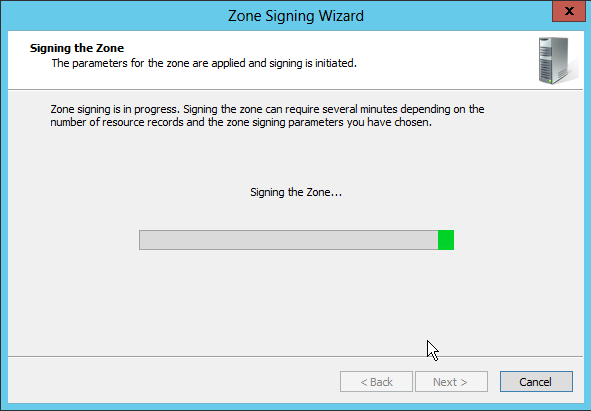 Zone Signing Wizard
x
Signing the Zone
The parameters for the zone are applied and signing is initiated.
Zone signing is in progress. Signing the zone can require several minutes depending on the
number of resource records and the zone signing parameters you have chosen.
Signing the Zone...
< Back
Next >
Cancel